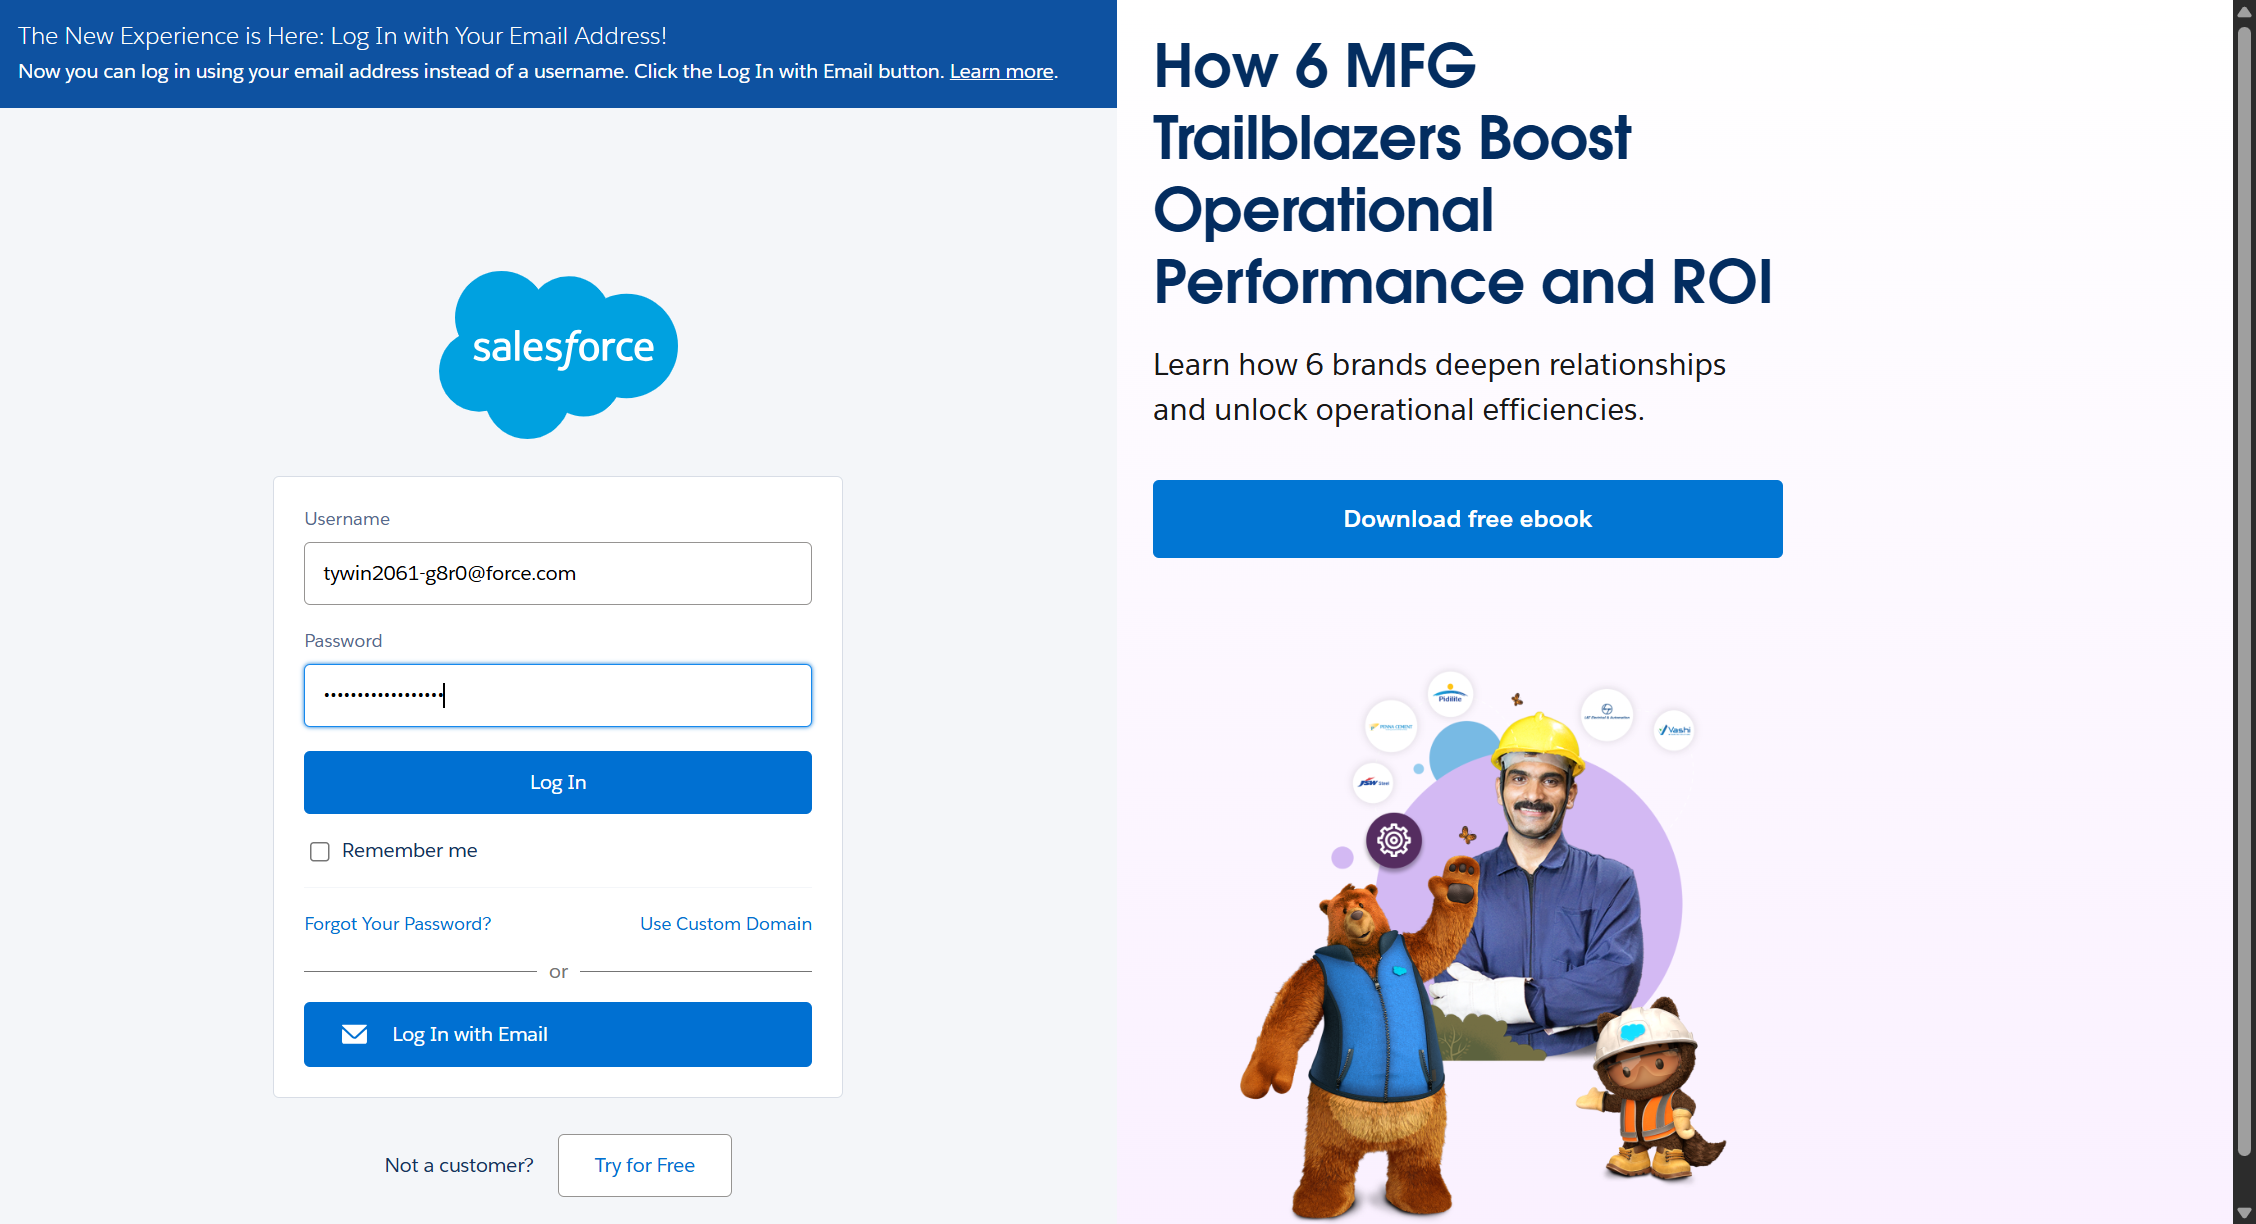 The New Experience is Here: Log In with Your Email Address!
Now you can log in using your email address instead of a username. Click the Log In with Email button. Learn more.
salesforce
Username
tywin2061-g8r0@force.com
Password
••••••••••••••••••
Log In
Remember me
Forgot Your Password?
Use Custom Domain
or
Log In with Email
Not a customer?
Try for Free
How 6 MFG
Trailblazers Boost
Operational
Performance and ROI
Learn how 6 brands deepen relationships
and unlock operational efficiencies.
Download free ebook
Pidilite
Vashi
JSW Steel